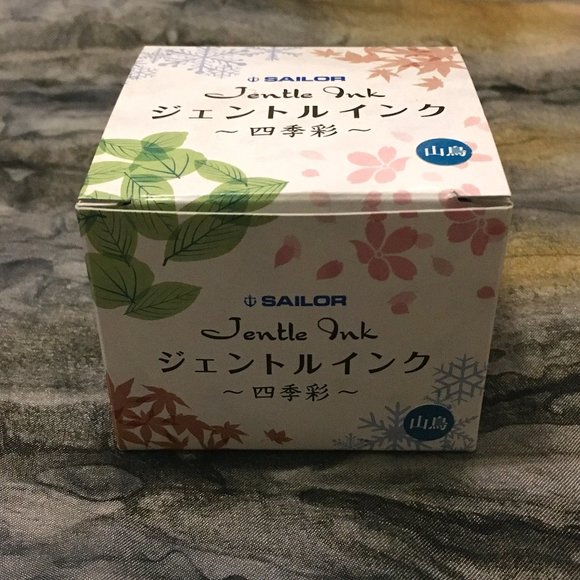 SAILOR
Jentle Ink
ジェントルインク
～四季彩～
山鳥
SAILOR
Jentle Ink
ジェントルインク
～四季彩～
山鳥